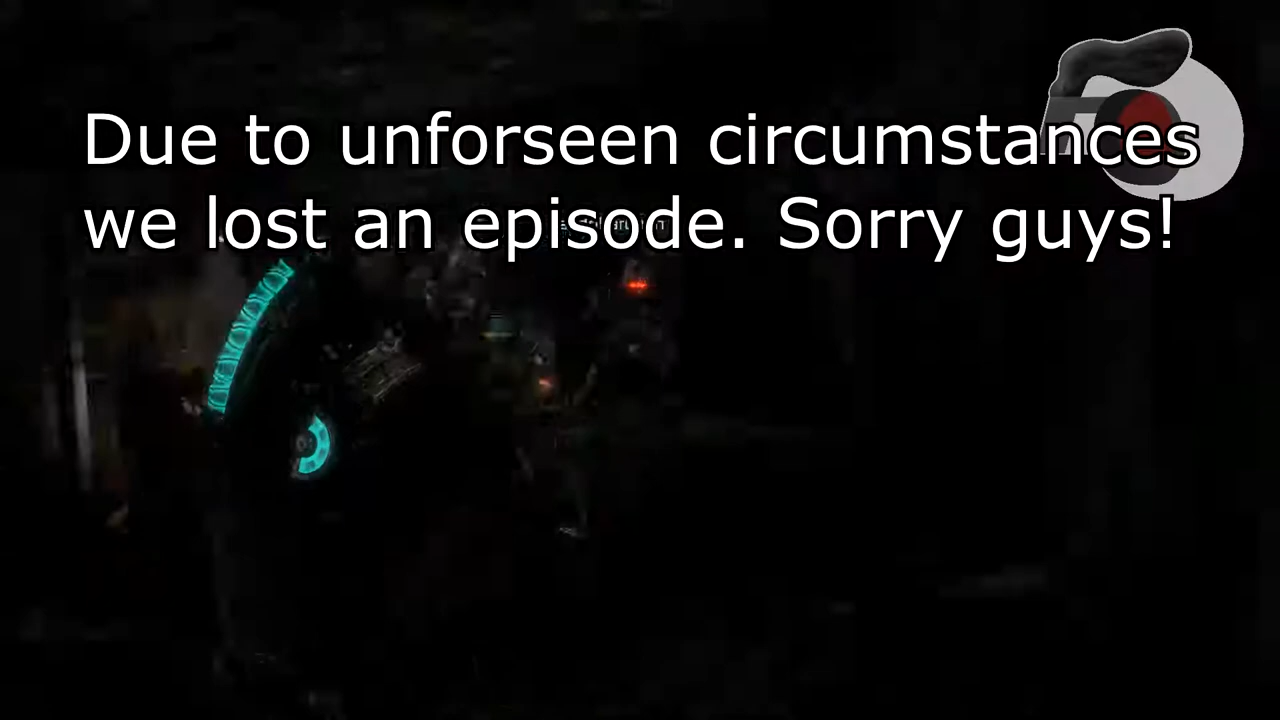 Due to unforseen circumstances
we lost an episode. Sorry guys!